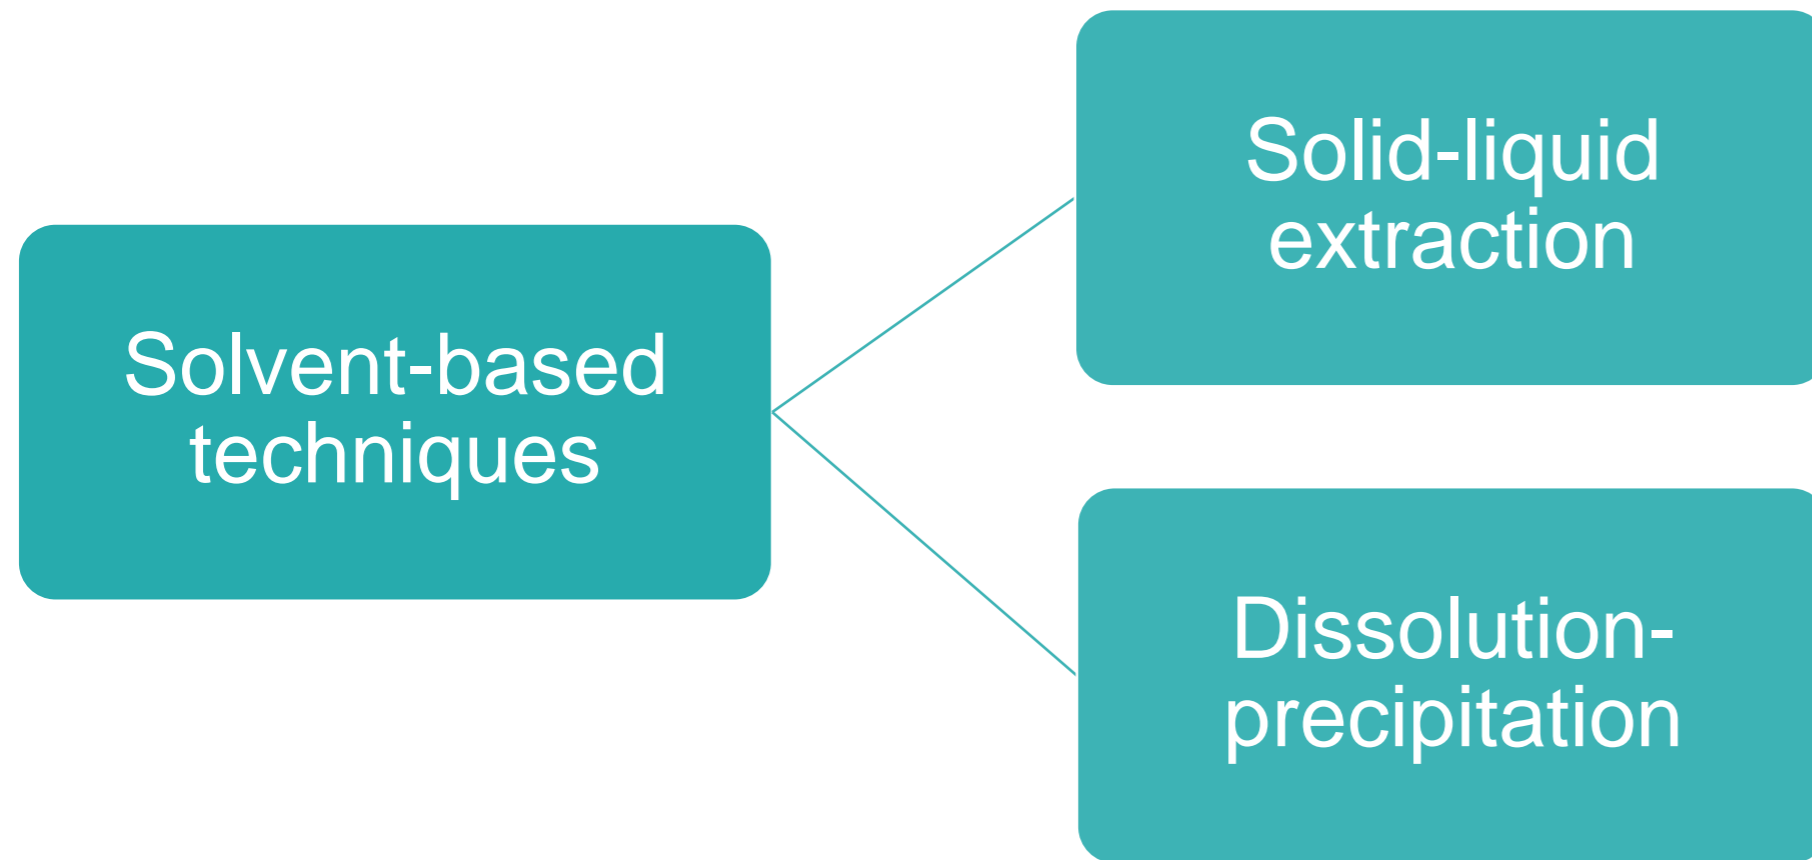 Solvent-based
techniques
Solid-liquid
extraction
Dissolution-
precipitation